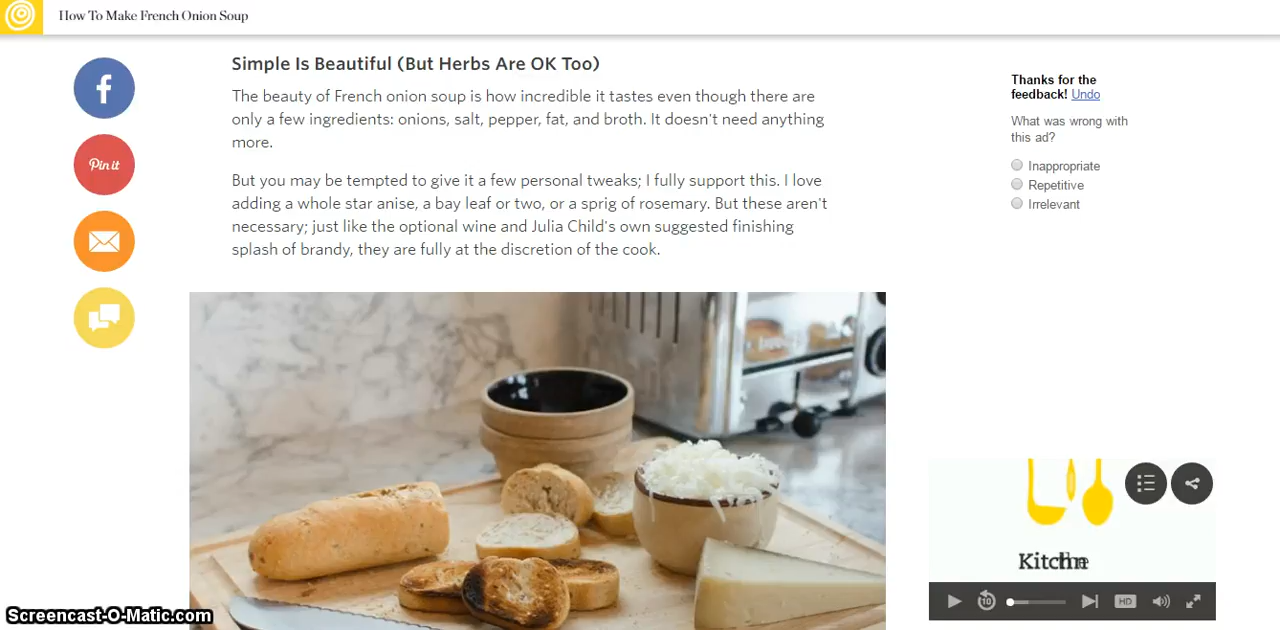 How To Make French Onion Soup
Simple Is Beautiful (But Herbs Are OK Too)
The beauty of French onion soup is how incredible it tastes even though there are
only a few ingredients: onions, salt, pepper, fat, and broth. It doesn't need anything
more.
But you may be tempted to give it a few personal tweaks; I fully support this. I love
adding a whole star anise, a bay leaf or two, or a sprig of rosemary. But these aren't
necessary; just like the optional wine and Julia Child's own suggested finishing
splash of brandy, they are fully at the discretion of the cook.
Pin it
Thanks for the
feedback! Undo
What was wrong with
this ad?
Inappropriate
Repetitive
Irrelevant
10
HD
Screencast-O-Matic.com